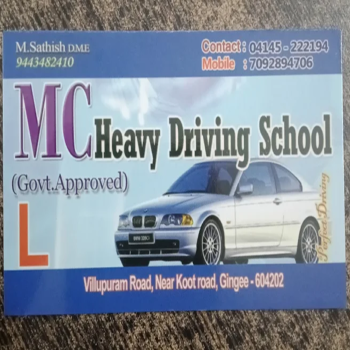 M.Sathish D.M.E
9443482410
Contact : 04145 - 222194
Mobile : 7092894706
MC Heavy Driving School
(Govt.Approved)
L
Perfect Driving
Villupuram Road, Near Koot road, Gingee - 604202